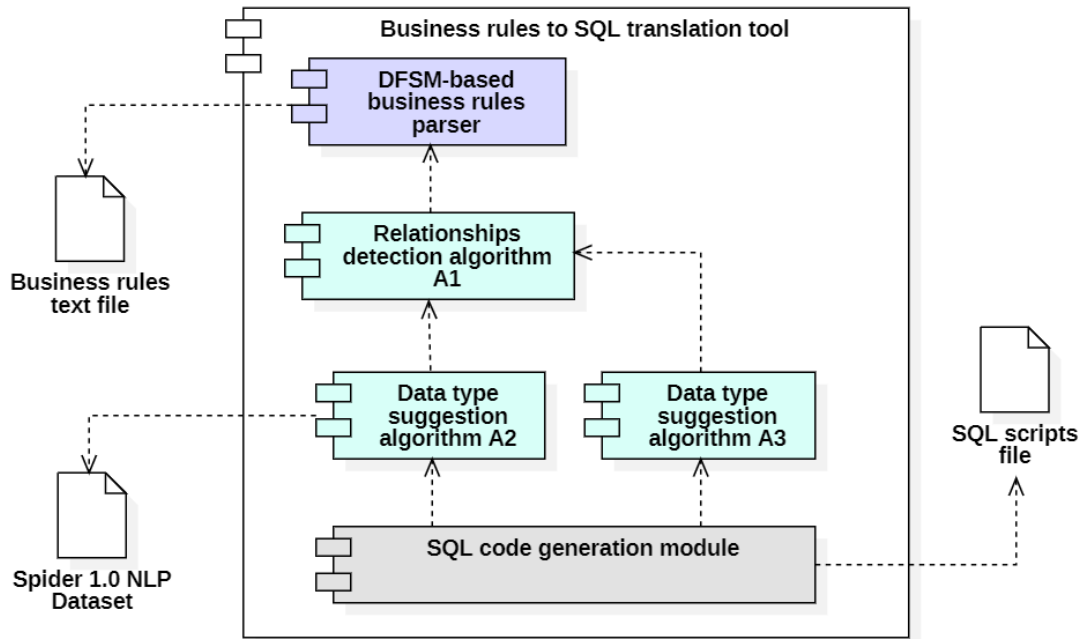 Business rules to SQL translation tool
DFSM-based
business rules
parser
Business rules
text file
Relationships
detection algorithm
A1
Data type
suggestion
algorithm A2
Data type
suggestion
algorithm A3
SQL scripts
file
SQL code generation module
Spider 1.0 NLP
Dataset